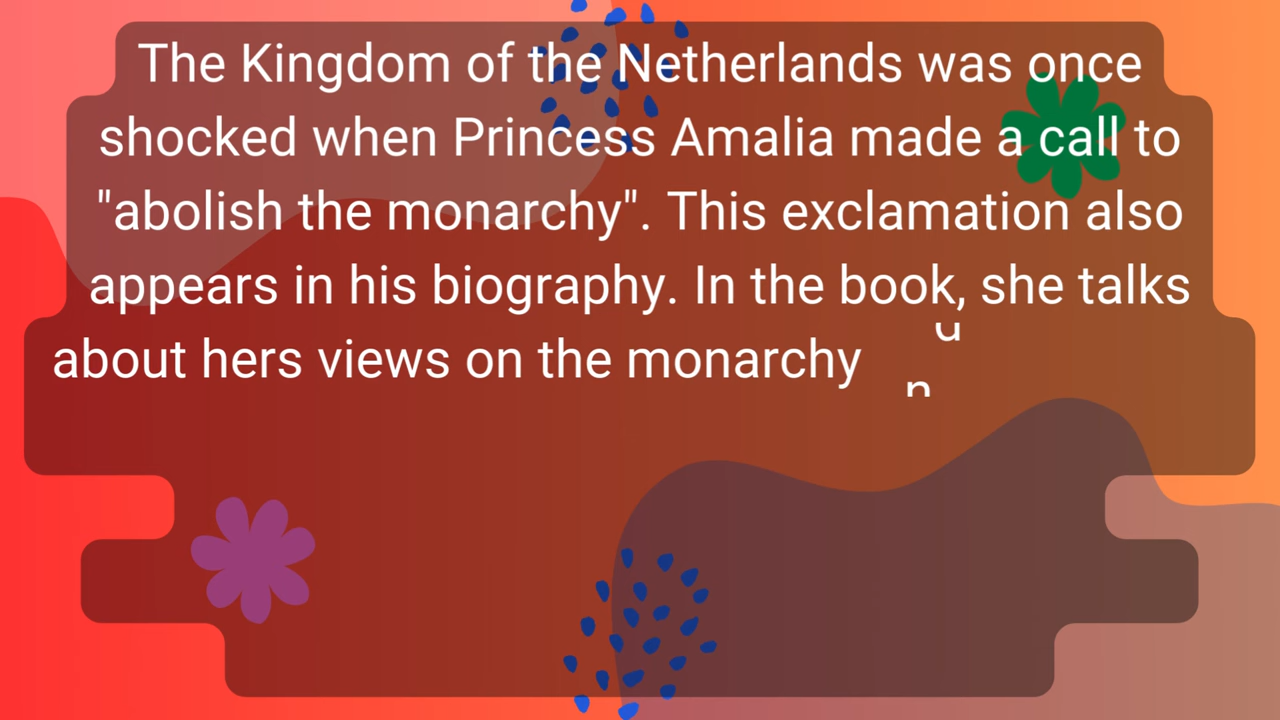 The Kingdom of the Netherlands was once
shocked when Princess Amalia made a call to
"abolish the monarchy". This exclamation also
appears in his biography. In the book, she talks
about hers views on the monarchy